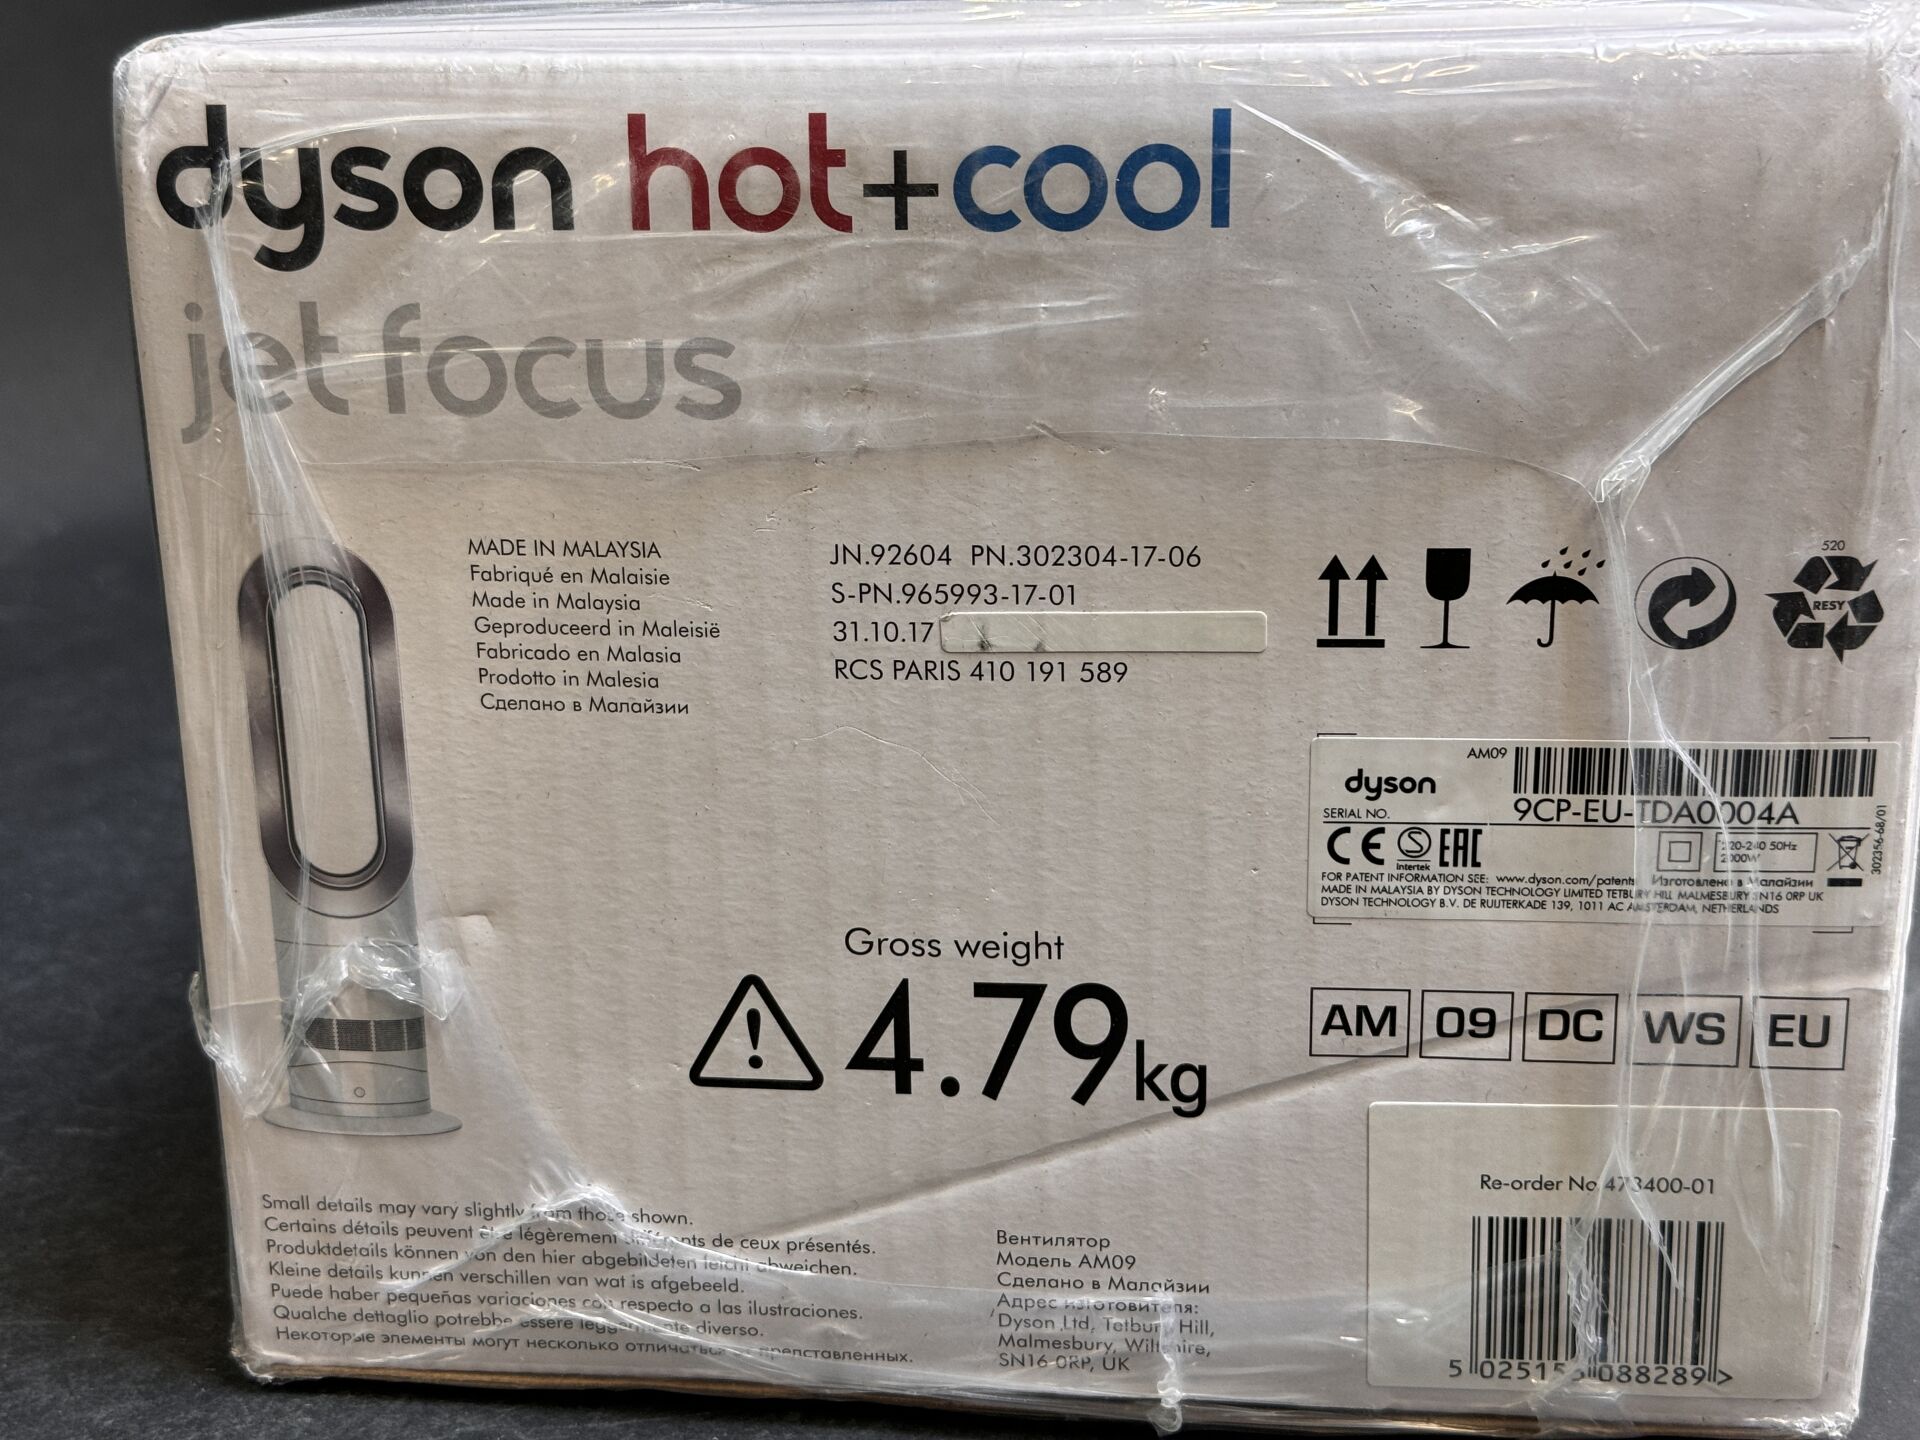 dyson hot+cool
jet focus
MADE IN MALAYSIA
Fabriqué en Malaisie
Made in Malaysia
Geproduceerd in Maleisië
Fabricado en Malasia
Prodotto in Malesia
Сделано в Малайзии
JN.92604 PN.302304-17-06
S-PN.965993-17-01
31.10.17
RCS PARIS 410 191 589
520
RESY
AM09
dyson
SERIAL NO.
9CP-EU-TDA0004A
CE S Intertek EAC
220-240 50Hz
2000W
302356-68/01
FOR PATENT INFORMATION SEE: www.dyson.com/patents Изготовлено в Малайзии
MADE IN MALAYSIA BY DYSON TECHNOLOGY LIMITED TETBURY HILL MALMESBURY SN16 0RP UK
DYSON TECHNOLOGY B.V. DE RUIJTERKADE 139, 1011 AC AMSTERDAM, NETHERLANDS
Gross weight
4.79kg
AM 09 DC WS EU
Re-order No 473400-01
5 025155 088289 >
Small details may vary slightly from those shown.
Certains détails peuvent être légèrement différents de ceux présentés.
Produktdetails können von den hier abgebildeten leicht abweichen.
Kleine details kunnen verschillen van wat is afgebeeld.
Puede haber pequeñas variaciones con respecto a las ilustraciones.
Qualche dettaglio potrebbe essere leggermente diverso.
Некоторые элементы могут несколько отличаться от представленных.
Вентилятор
Модель AM09
Сделано в Малайзии
Адрес изготовителя:
Dyson Ltd, Tetbury Hill,
Malmesbury, Wiltshire,
SN16 0RP, UK